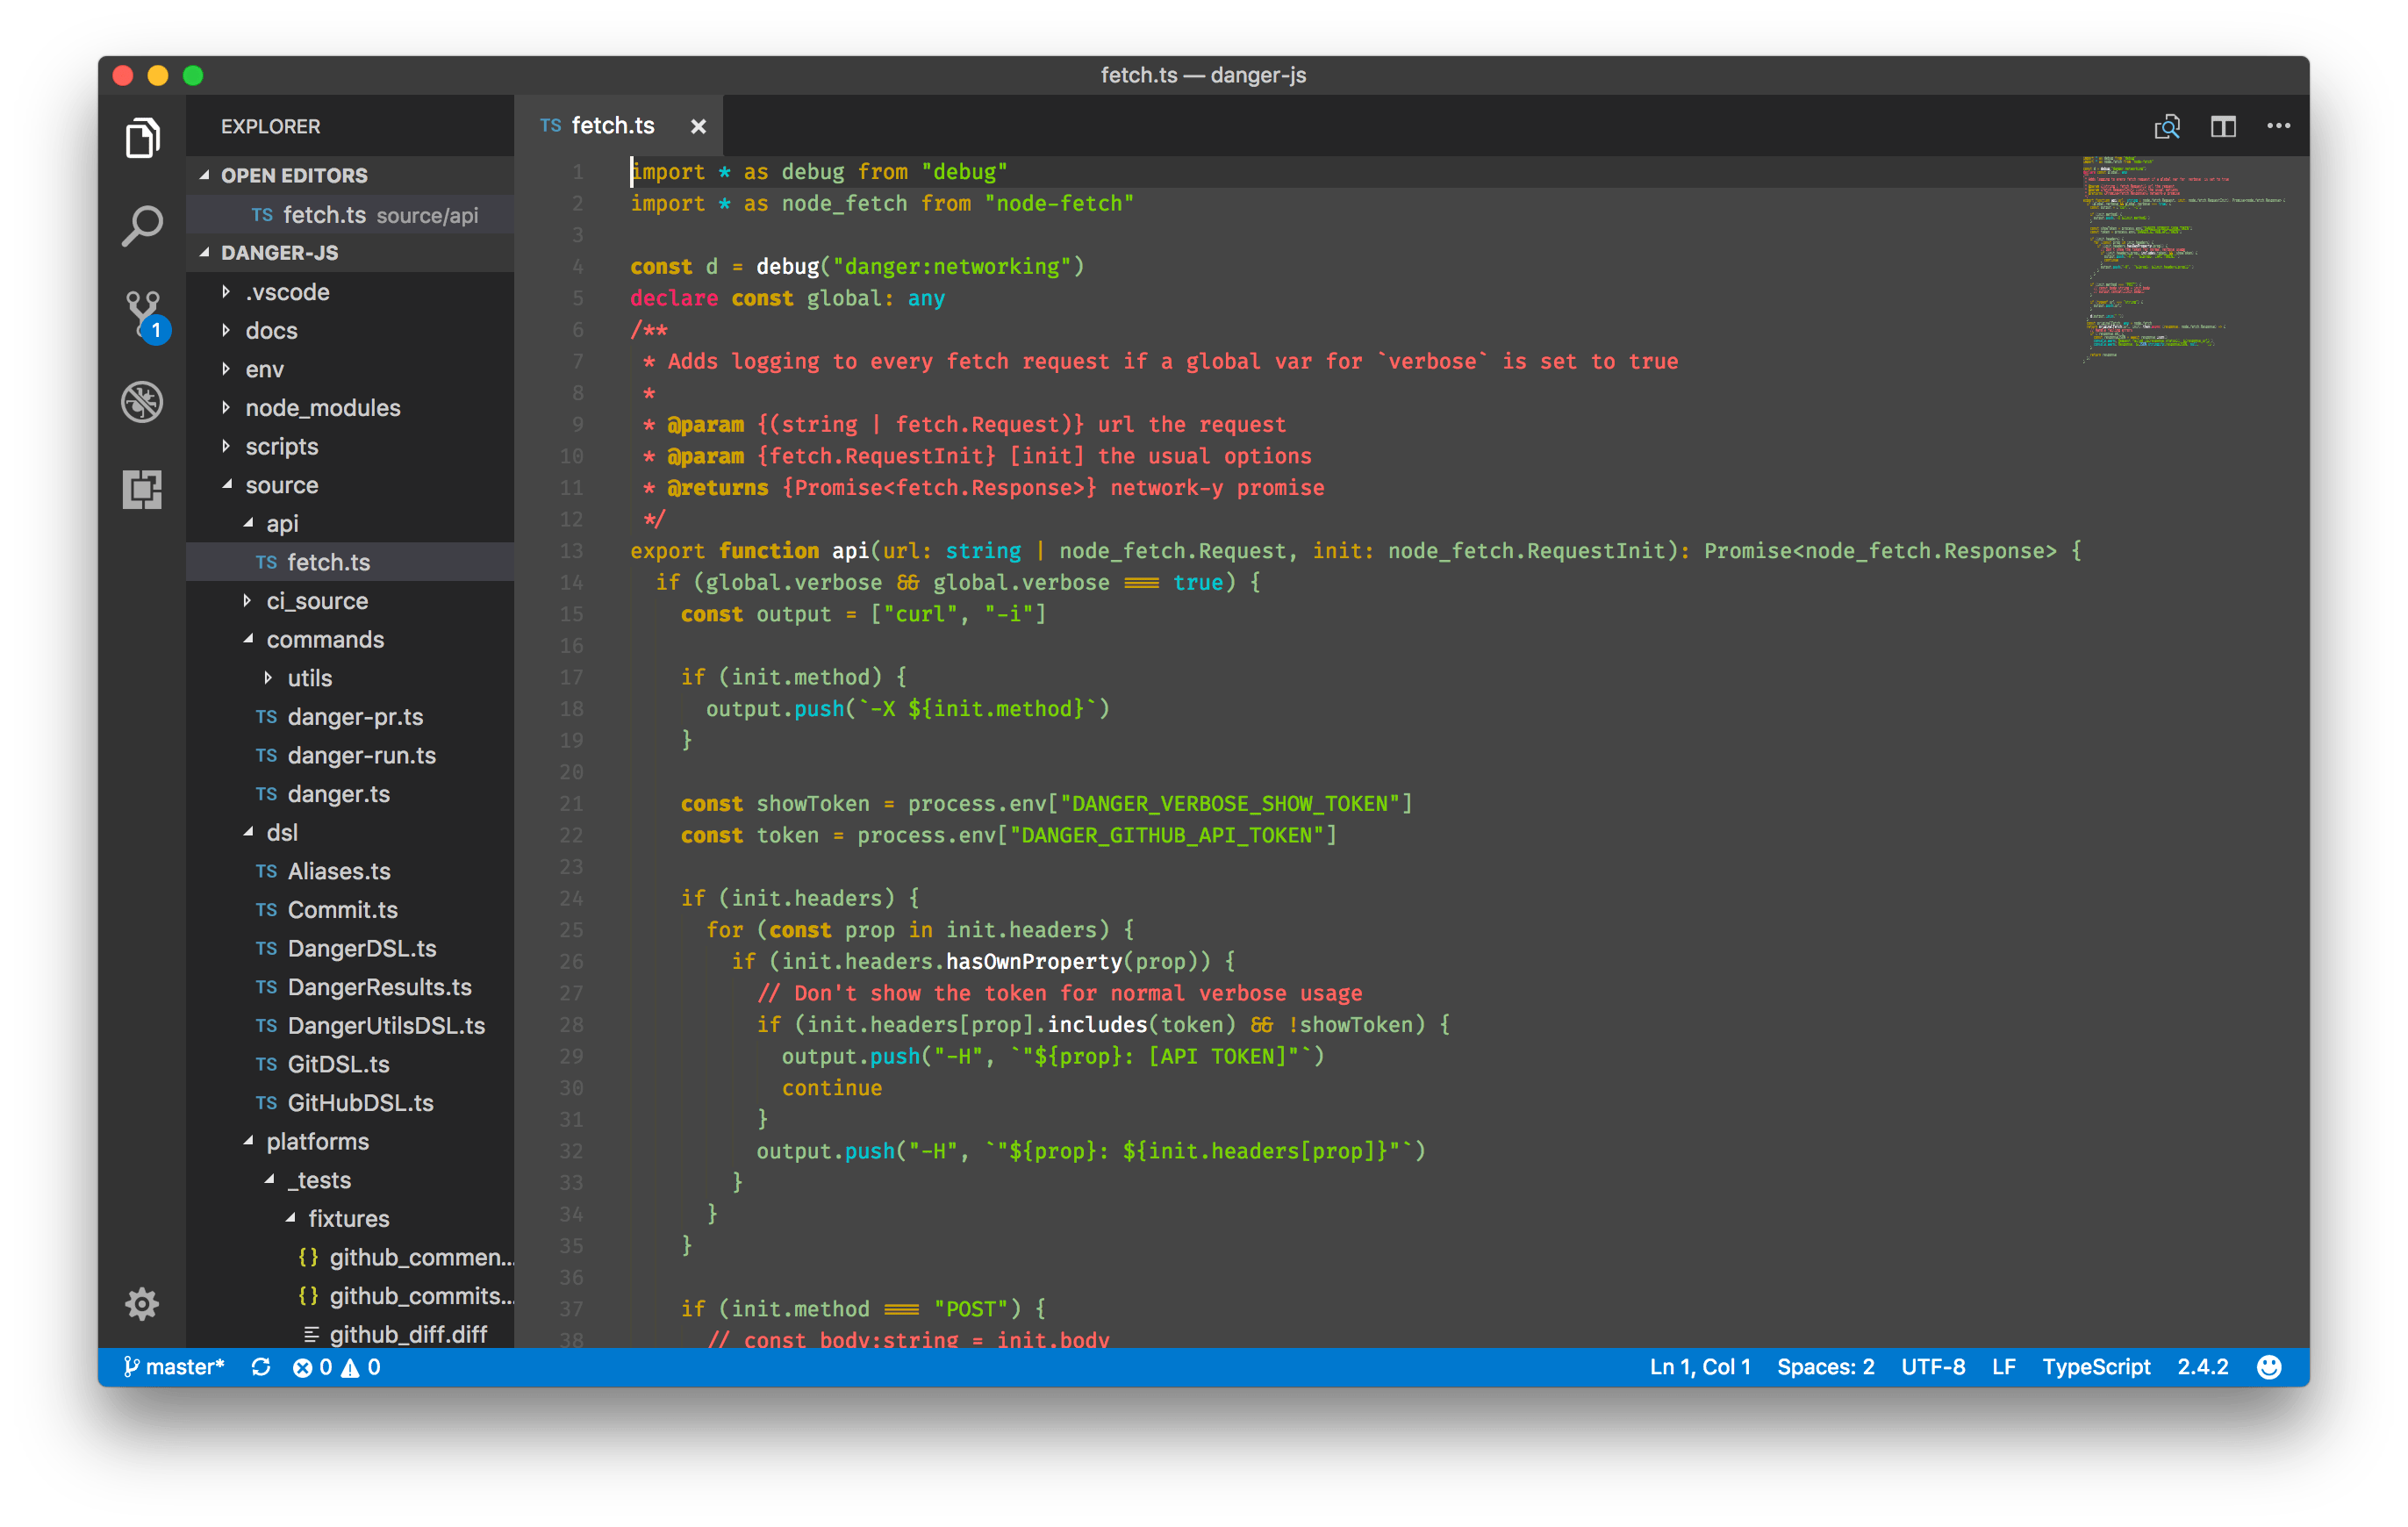 fetch.ts — danger-js
EXPLORER
OPEN EDITORS
TS fetch.ts source/api
DANGER-JS
.vscode
docs
env
node_modules
scripts
source
api
TS fetch.ts
ci_source
commands
utils
TS danger-pr.ts
TS danger-run.ts
TS danger.ts
dsl
TS Aliases.ts
TS Commit.ts
TS DangerDSL.ts
TS DangerResults.ts
TS DangerUtilsDSL.ts
TS GitDSL.ts
TS GitHubDSL.ts
platforms
_tests
fixtures
{} github_commen...
{} github_commits...
github_diff.diff
1
TS fetch.ts ×
1 import * as debug from "debug"
2 import * as node_fetch from "node-fetch"
3
4 const d = debug("danger:networking")
5 declare const global: any
6 /**
7 * Adds logging to every fetch request if a global var for `verbose` is set to true
8 *
9 * @param {(string | fetch.Request)} url the request
10 * @param {fetch.RequestInit} [init] the usual options
11 * @returns {Promise<fetch.Response>} network-y promise
12 */
13 export function api(url: string | node_fetch.Request, init: node_fetch.RequestInit): Promise<node_fetch.Response> {
14 if (global.verbose && global.verbose === true) {
15 const output = ["curl", "-i"]
16
17 if (init.method) {
18 output.push(`-X ${init.method}`)
19 }
20
21 const showToken = process.env["DANGER_VERBOSE_SHOW_TOKEN"]
22 const token = process.env["DANGER_GITHUB_API_TOKEN"]
23
24 if (init.headers) {
25 for (const prop in init.headers) {
26 if (init.headers.hasOwnProperty(prop)) {
27 // Don't show the token for normal verbose usage
28 if (init.headers[prop].includes(token) && !showToken) {
29 output.push("-H", `"${prop}: [API TOKEN]"`)
30 continue
31 }
32 output.push("-H", `"${prop}: ${init.headers[prop]}"`)
33 }
34 }
35 }
36
37 if (init.method === "POST") {
38 // const body:string = init.body
master* 0 0
Ln 1, Col 1 Spaces: 2 UTF-8 LF TypeScript 2.4.2